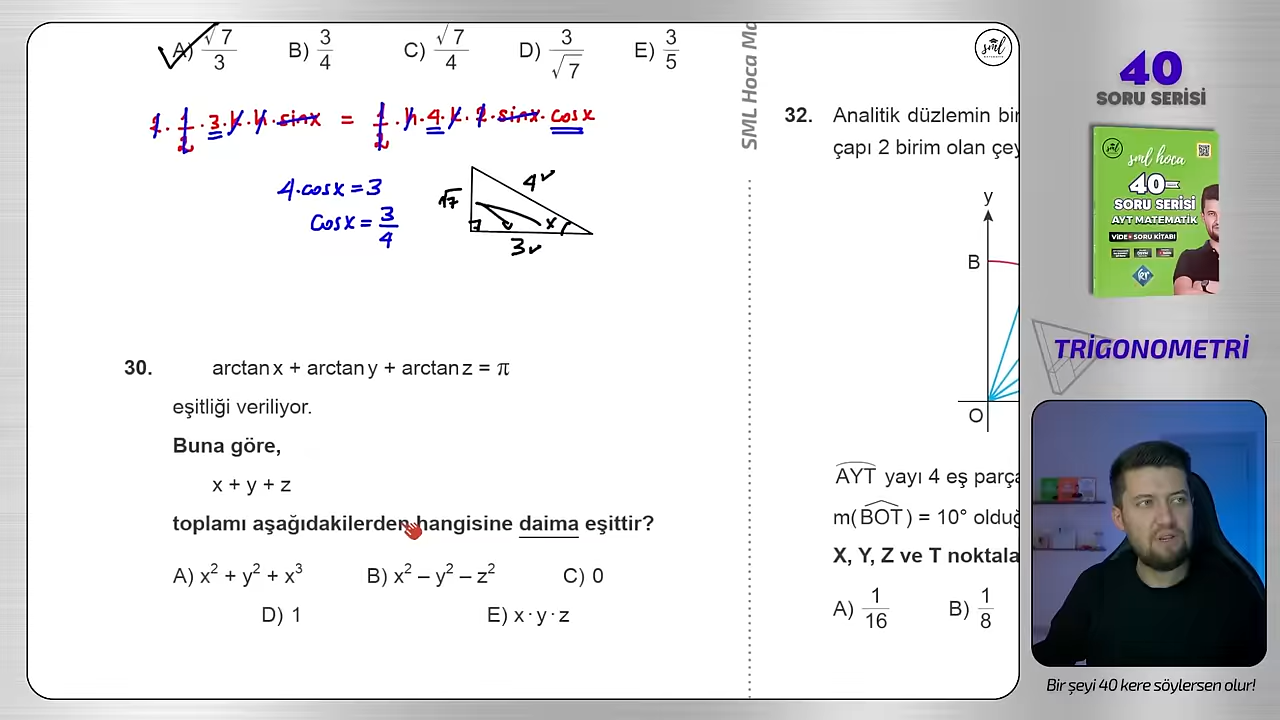 A) √7/3 B) 3/4 C) √7/4 D) 3/√7 E) 3/5
2 · 1/2 · 3 · k · h · sinx = 1/2 · h · 4 · k · 2 · sinx · cosx
4·cosx = 3
cosx = 3/4
√7
4
x
3
30. arctan x + arctan y + arctan z = π
eşitliği veriliyor.
Buna göre,
x + y + z
toplamı aşağıdakilerden hangisine daima eşittir?
A) x² + y² + x³ B) x² – y² – z² C) 0
D) 1 E) x · y · z
SML Hoca Mo
sml
32. Analitik düzlemin bir
çapı 2 birim olan çey
y
B
O
AYT yayı 4 eş parça
m(BOT) = 10° olduğ
X, Y, Z ve T noktala
A) 1/16 B) 1/8
40
SORU SERİSİ
sml hoca
40
SORU SERİSİ
AYT MATEMATİK
VİDEO SORU KİTABI
kr
TRİGONOMETRİ
Bir şeyi 40 kere söylersen olur!